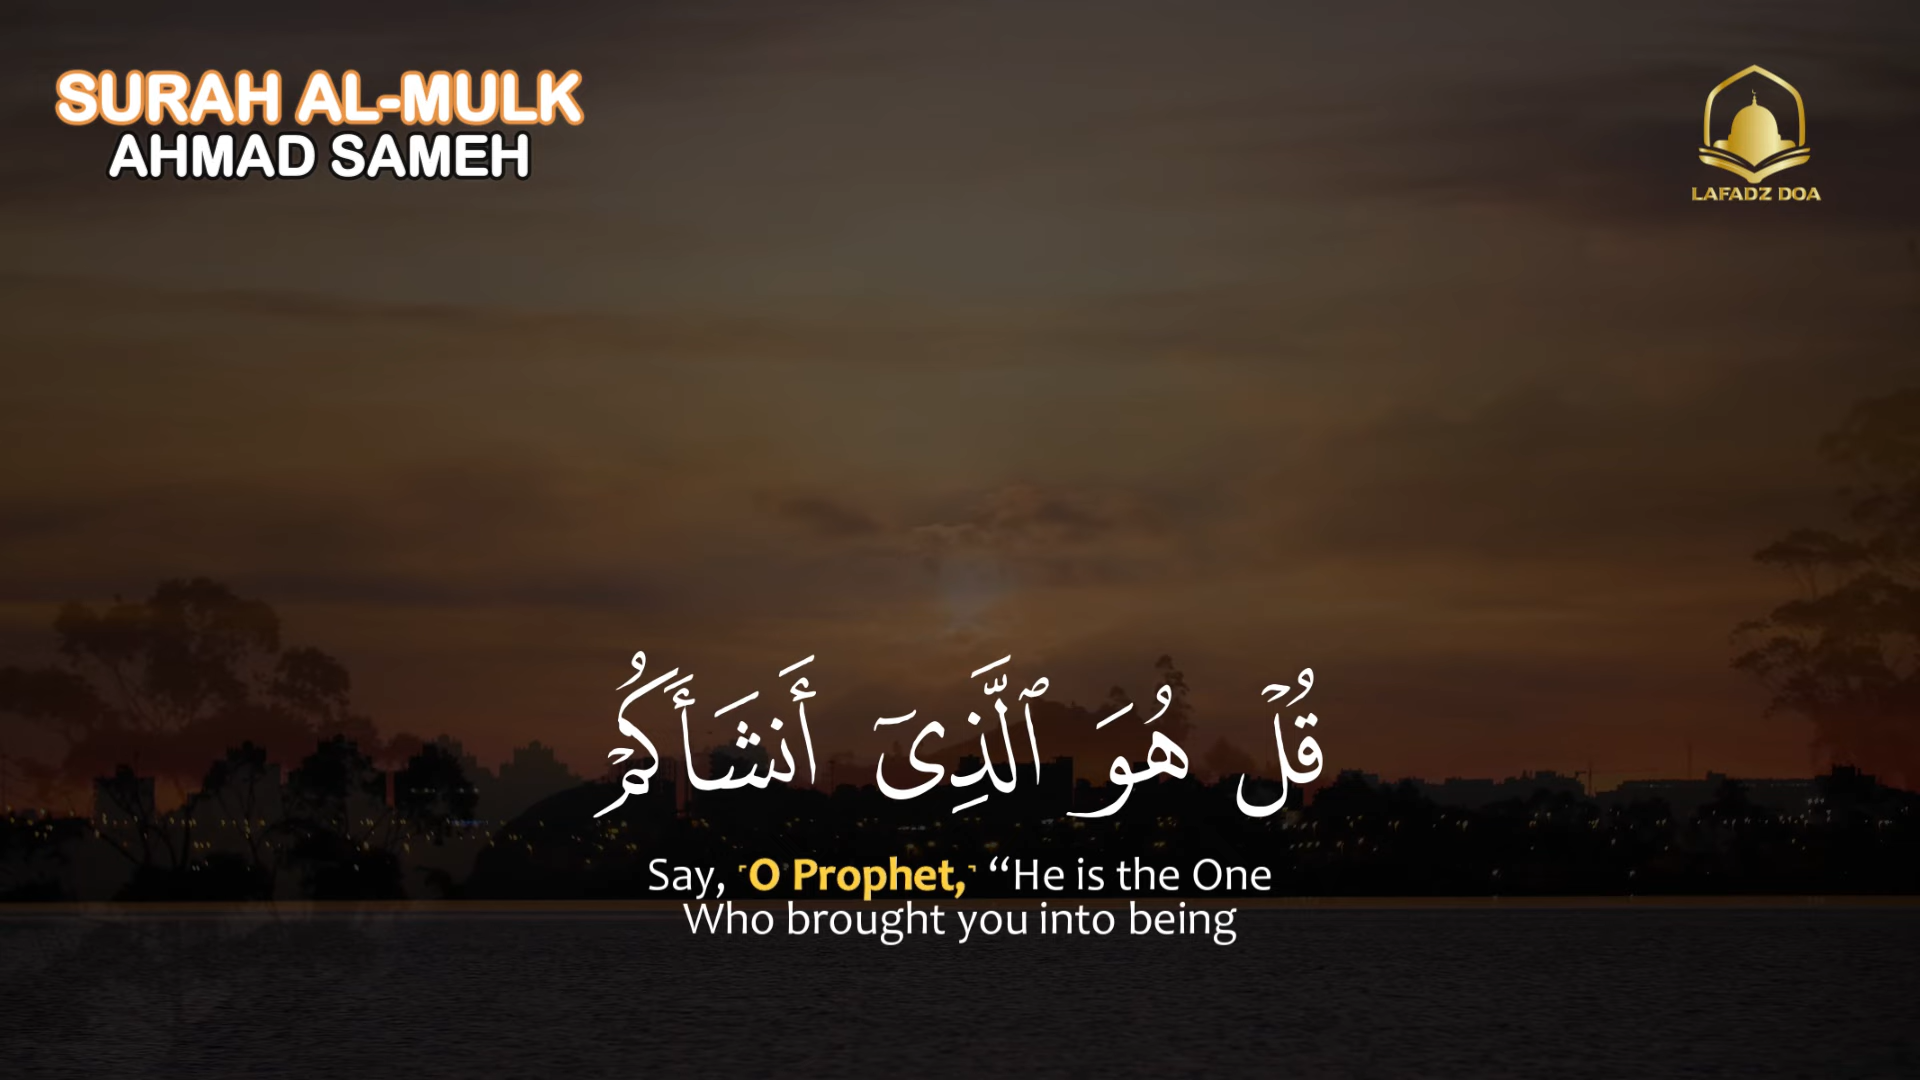 SURAH AL-MULK
AHMAD SAMEH
LAFADZ DOA
قُلْ هُوَ ٱلَّذِىٓ أَنشَأَكُمْ
Say, ˹O Prophet,˺ “He is the One
Who brought you into being